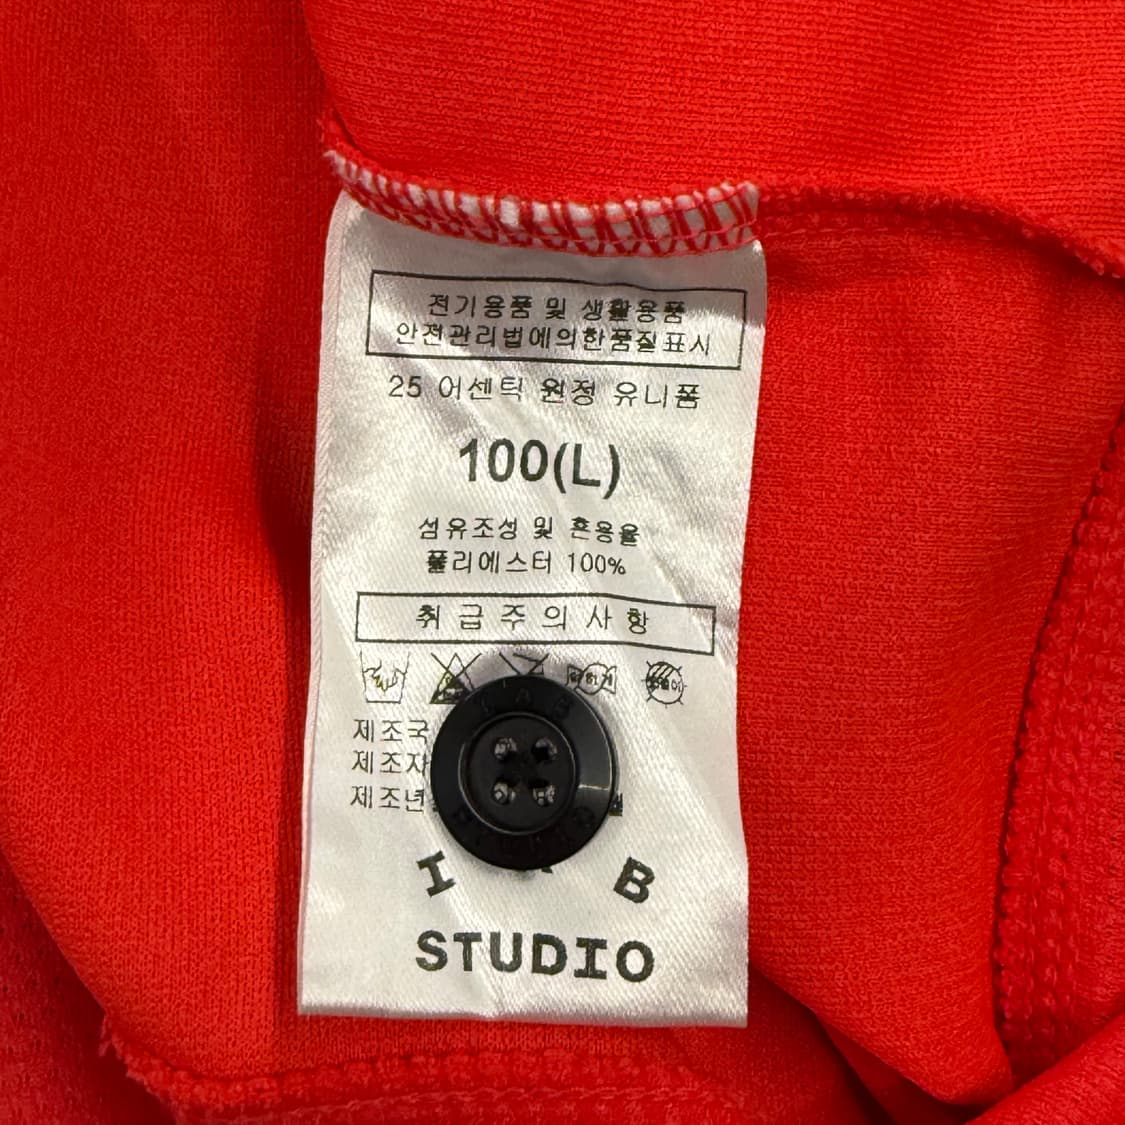 전기용품 및 생활용품
안전관리법에의한품질표시
25 어센틱 원정 유니폼
100(L)
섬유조성 및 혼용율
폴리에스터 100%
취급주의사항
제조국
제조자
제조년
IAB
I B
STUDIO